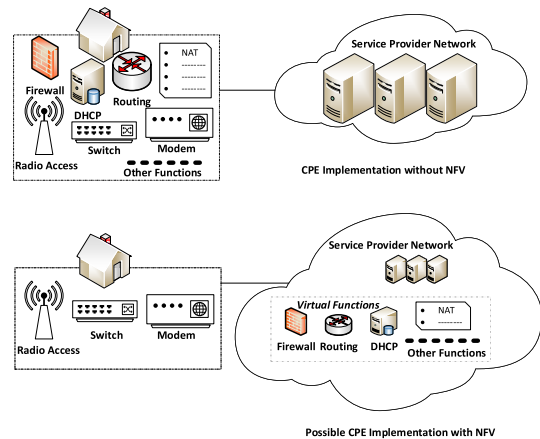 NAT
Service Provider Network
Firewall
DHCP
Routing
Radio Access
Switch
Modem
Other Functions
CPE Implementation without NFV
Service Provider Network
Virtual Functions
NAT
Firewall
Routing
DHCP
Other Functions
Switch
Modem
Radio Access
Possible CPE Implementation with NFV